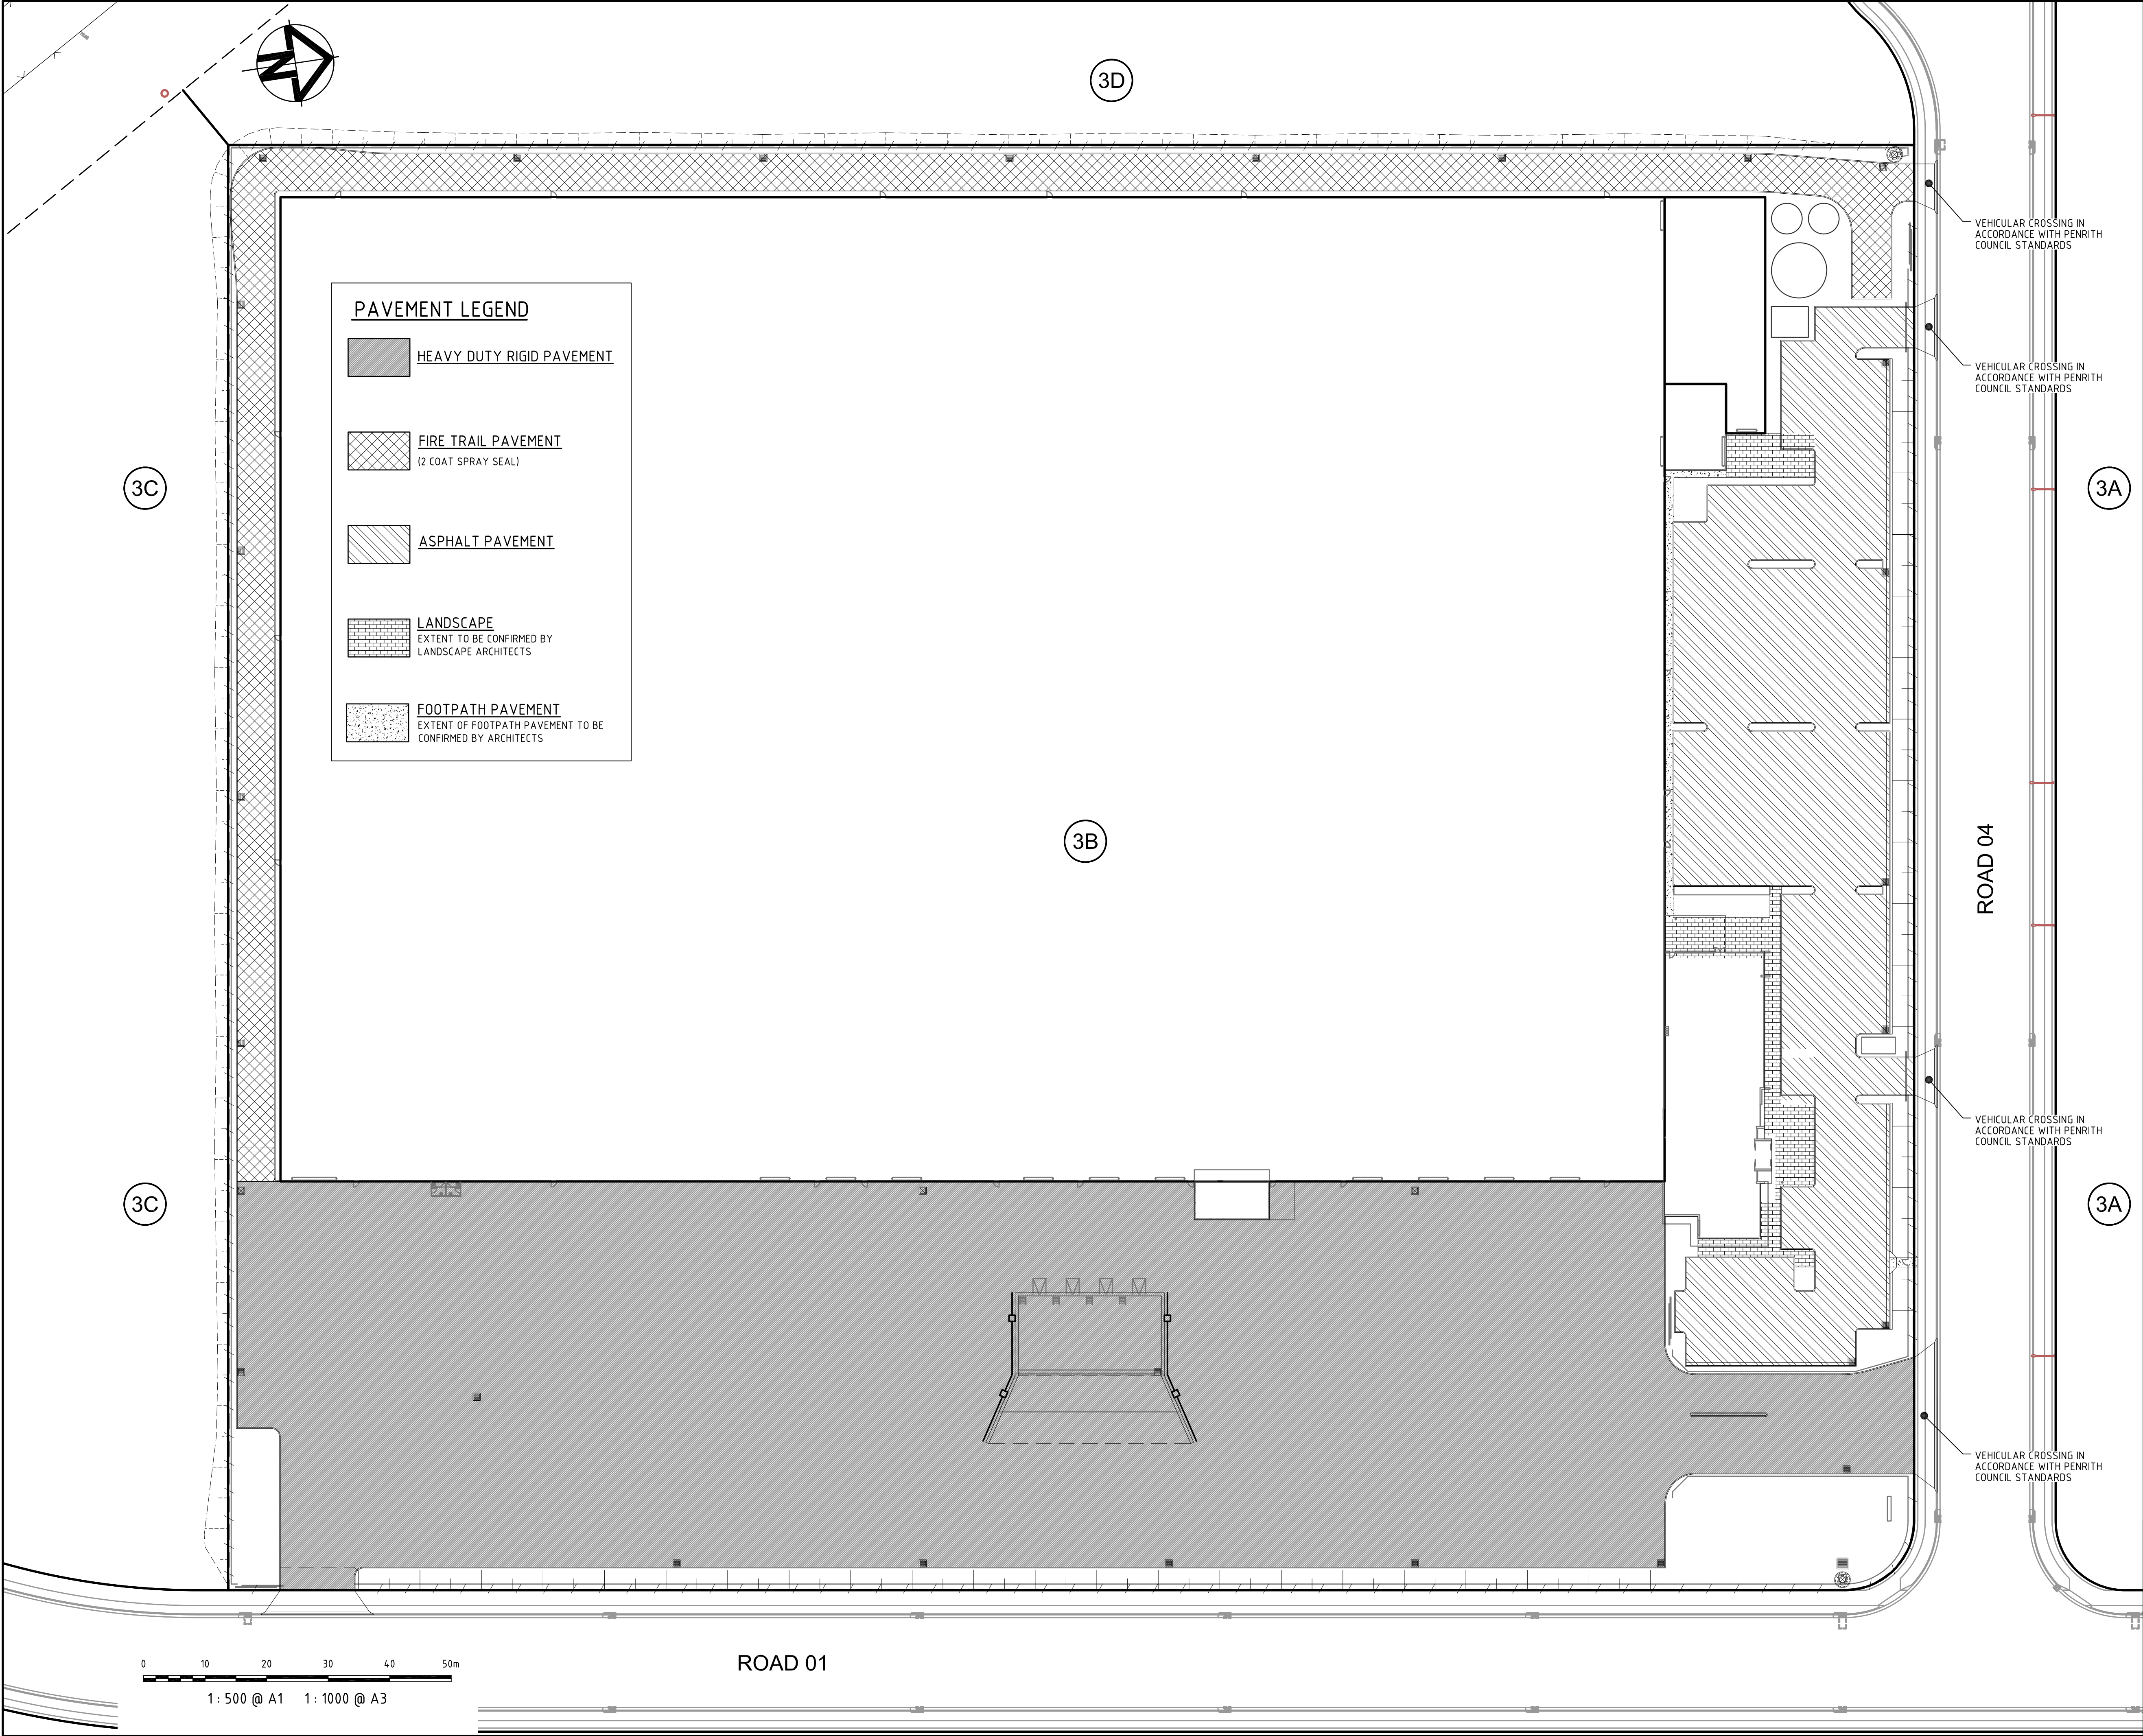 N
3D
VEHICULAR CROSSING IN
ACCORDANCE WITH PENRITH
COUNCIL STANDARDS
PAVEMENT LEGEND
HEAVY DUTY RIGID PAVEMENT
FIRE TRAIL PAVEMENT
(2 COAT SPRAY SEAL)
ASPHALT PAVEMENT
LANDSCAPE
EXTENT TO BE CONFIRMED BY
LANDSCAPE ARCHITECTS
FOOTPATH PAVEMENT
EXTENT OF FOOTPATH PAVEMENT TO BE
CONFIRMED BY ARCHITECTS
VEHICULAR CROSSING IN
ACCORDANCE WITH PENRITH
COUNCIL STANDARDS
3C
3A
3B
ROAD 04
VEHICULAR CROSSING IN
ACCORDANCE WITH PENRITH
COUNCIL STANDARDS
3C
3A
VEHICULAR CROSSING IN
ACCORDANCE WITH PENRITH
COUNCIL STANDARDS
ROAD 01
0 10 20 30 40 50m
1 : 500 @ A1 1 : 1000 @ A3